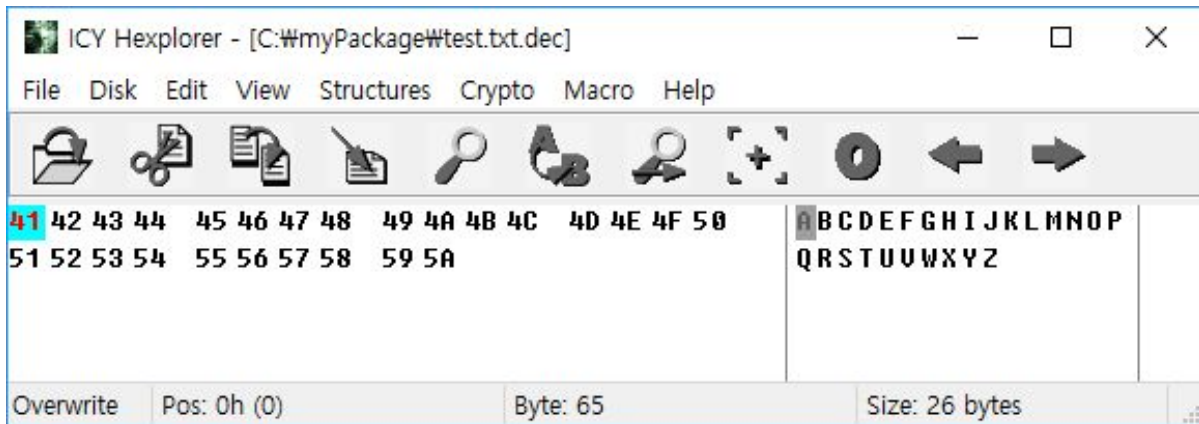 ICY Hexplorer - [C:₩myPackage₩test.txt.dec]
File Disk Edit View Structures Crypto Macro Help
41 42 43 44 45 46 47 48 49 4A 4B 4C 4D 4E 4F 50 ABCDEFGHIJKLMNOP
51 52 53 54 55 56 57 58 59 5A QRSTUVWXYZ
Overwrite Pos: 0h (0) Byte: 65 Size: 26 bytes